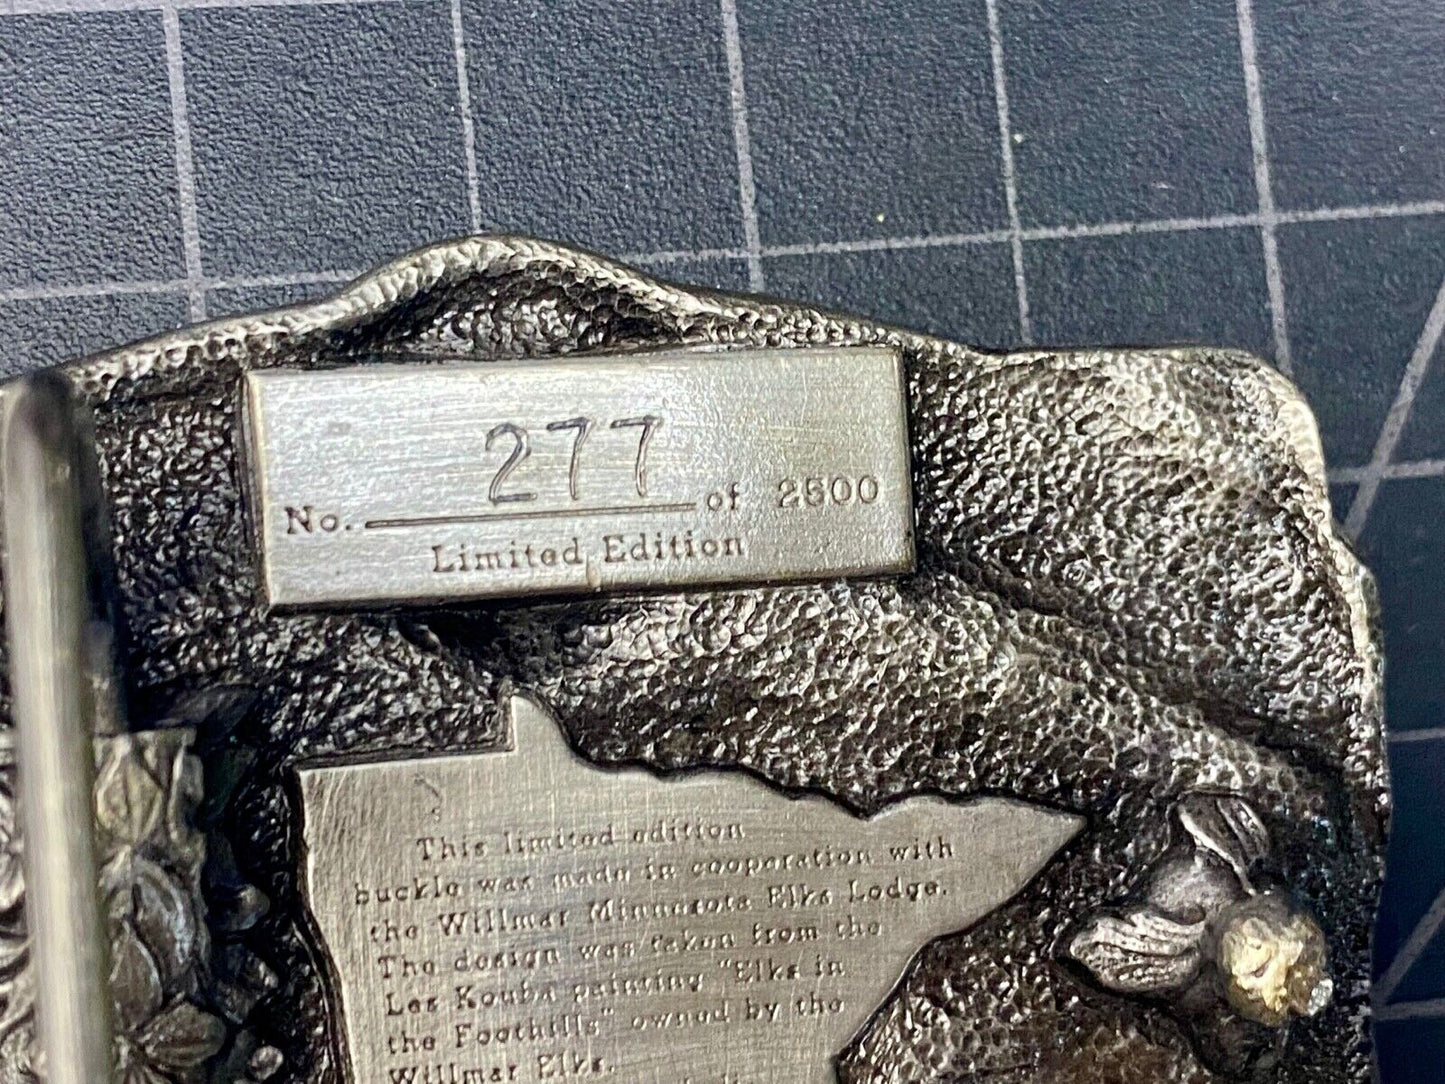 277
No. of 2500
Limited Edition
This limited edition
buckle was made in cooperation with
the Willmar Minnesota Elks Lodge.
The design was taken from the
Les Kouba painting "Elks in
the Foothills" owned by the
Willmar Elks.